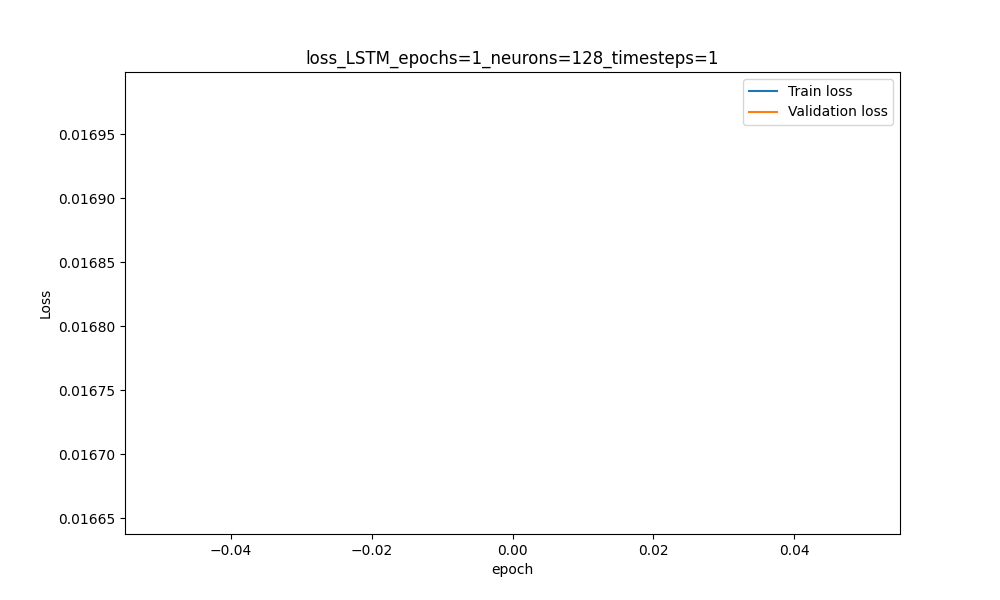 loss_LSTM_epochs=1_neurons=128_timesteps=1
Train loss
Validation loss
0.01695
0.01690
0.01685
0.01680
0.01675
0.01670
0.01665
Loss
−0.04
−0.02
0.00
0.02
0.04
epoch